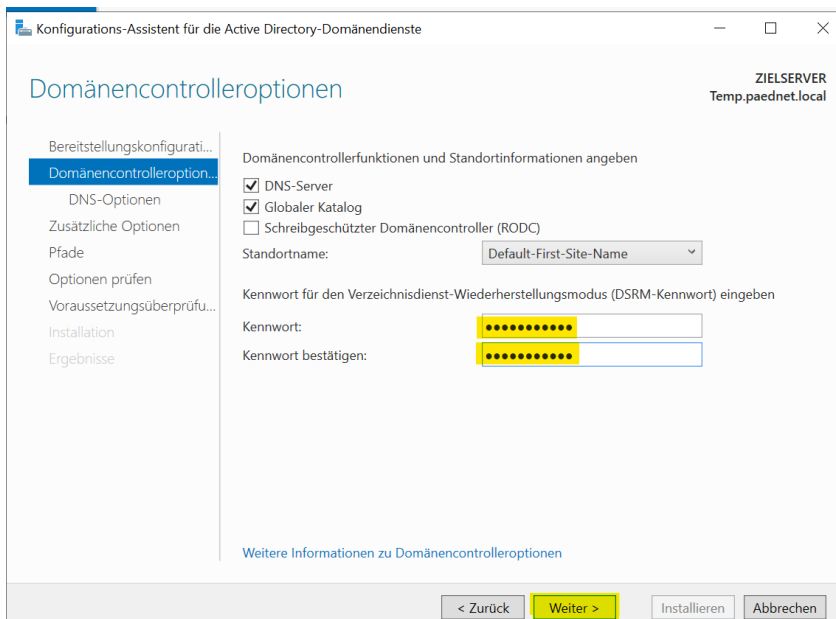 Konfigurations-Assistent für die Active Directory-Domänendienste
Domänencontrolleroptionen
ZIELSERVER
Temp.paednet.local
Bereitstellungskonfigurati...
Domänencontrolleroption...
DNS-Optionen
Zusätzliche Optionen
Pfade
Optionen prüfen
Voraussetzungsüberprüfu...
Installation
Ergebnisse
Domänencontrollerfunktionen und Standortinformationen angeben
DNS-Server
Globaler Katalog
Schreibgeschützter Domänencontroller (RODC)
Standortname: Default-First-Site-Name
Kennwort für den Verzeichnisdienst-Wiederherstellungsmodus (DSRM-Kennwort) eingeben
Kennwort: ●●●●●●●●●●●
Kennwort bestätigen: ●●●●●●●●●●●
Weitere Informationen zu Domänencontrolleroptionen
< Zurück Weiter > Installieren Abbrechen